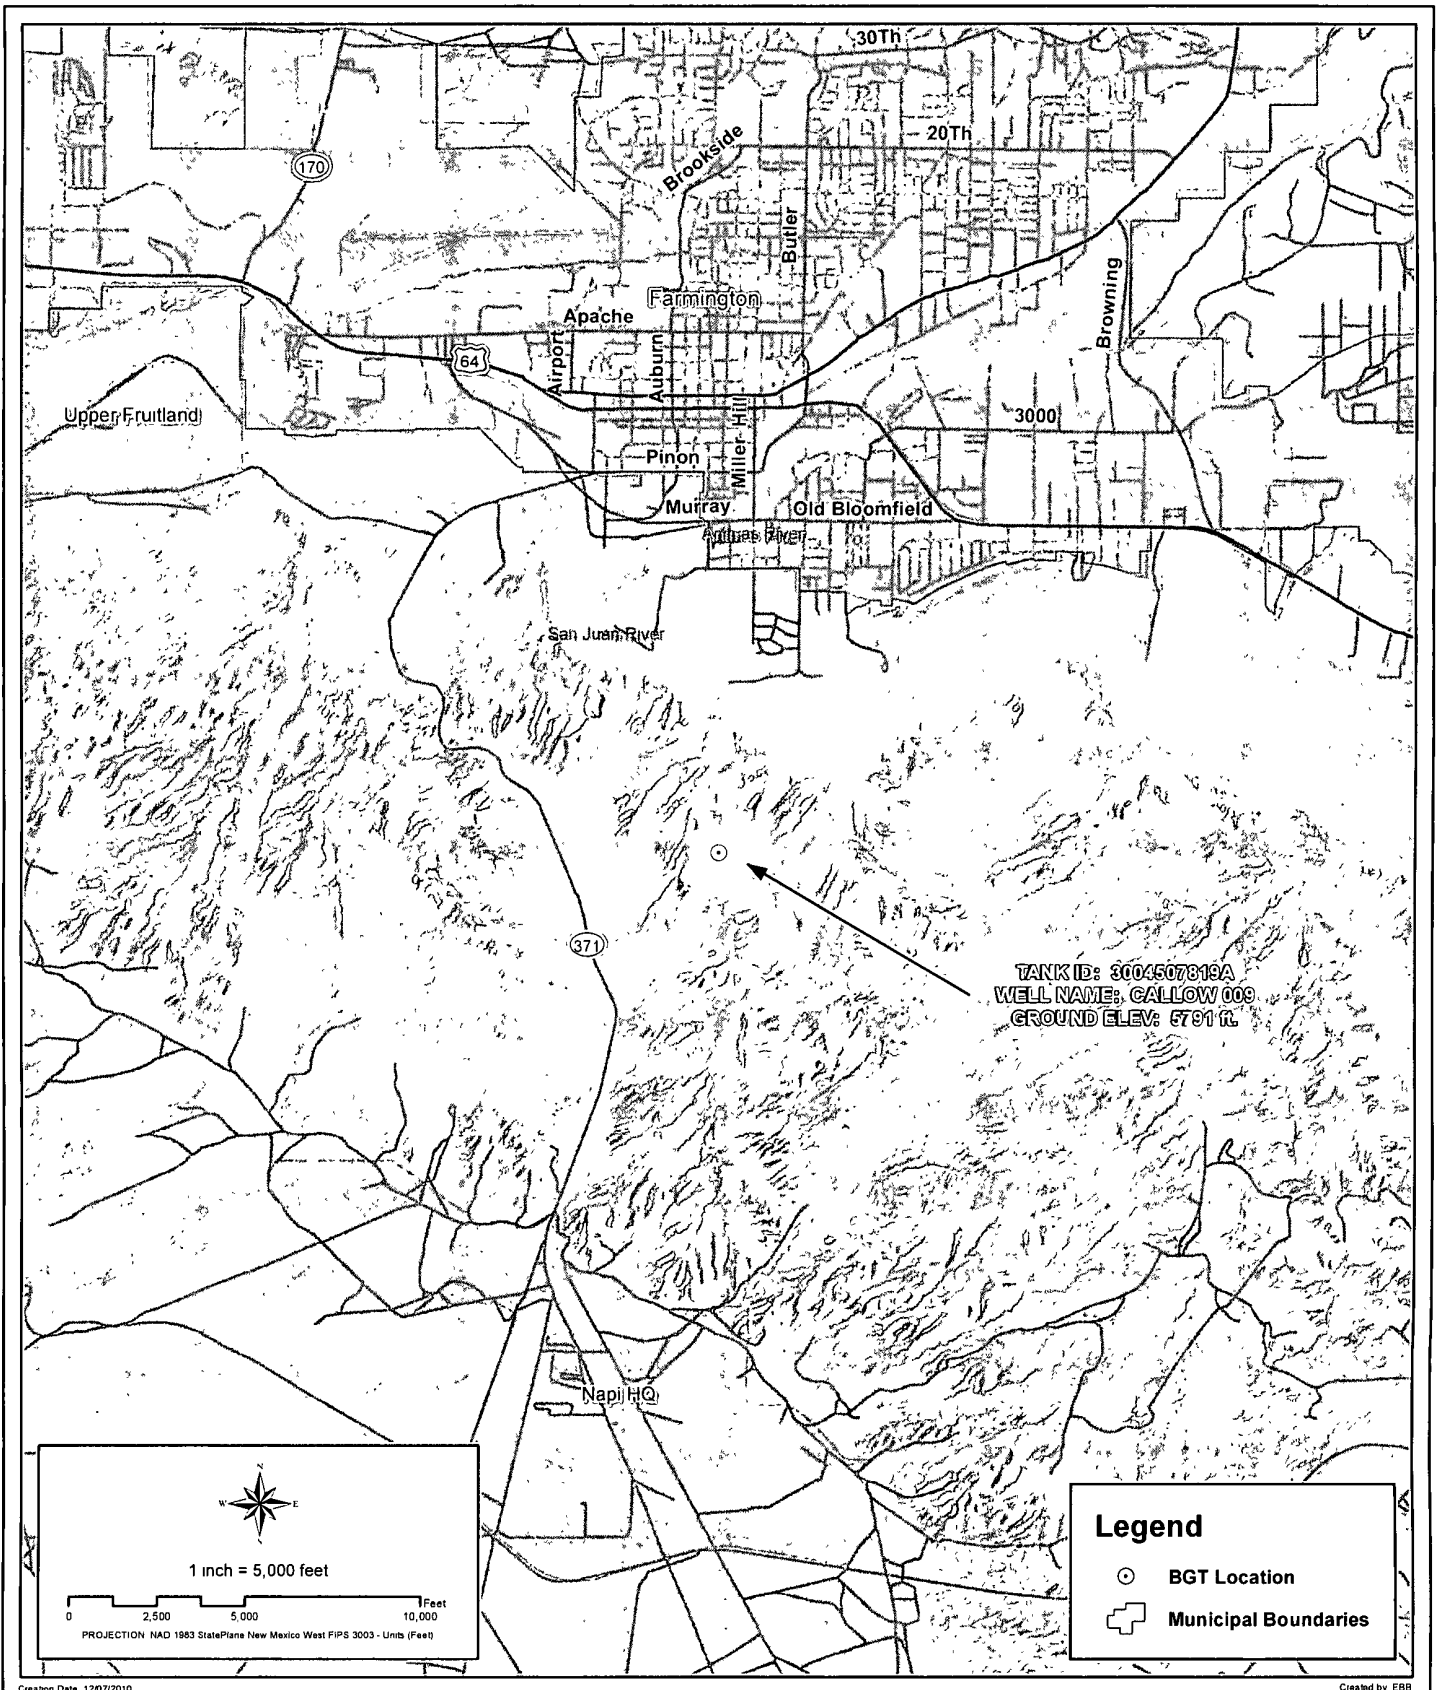 30Th
20Th
Brookside
170
Butler
Browning
Farmington
Apache
Airport
Auburn
64
Upper Fruitland
Miller Hill
3000
Pinon
Murray
Old Bloomfield
Animas River
San Juan River
371
TANK ID: 3004507819A
WELL NAME: CALLOW 009
GROUND ELEV: 5791 ft.
Napi HQ
N
W
E
S
1 inch = 5,000 feet
Feet
0 2,500 5,000 10,000
PROJECTION NAD 1983 StatePlane New Mexico West FIPS 3003 - Units (Feet)
Legend
BGT Location
Municipal Boundaries
Creation Date 12/07/2010
Created by EBB